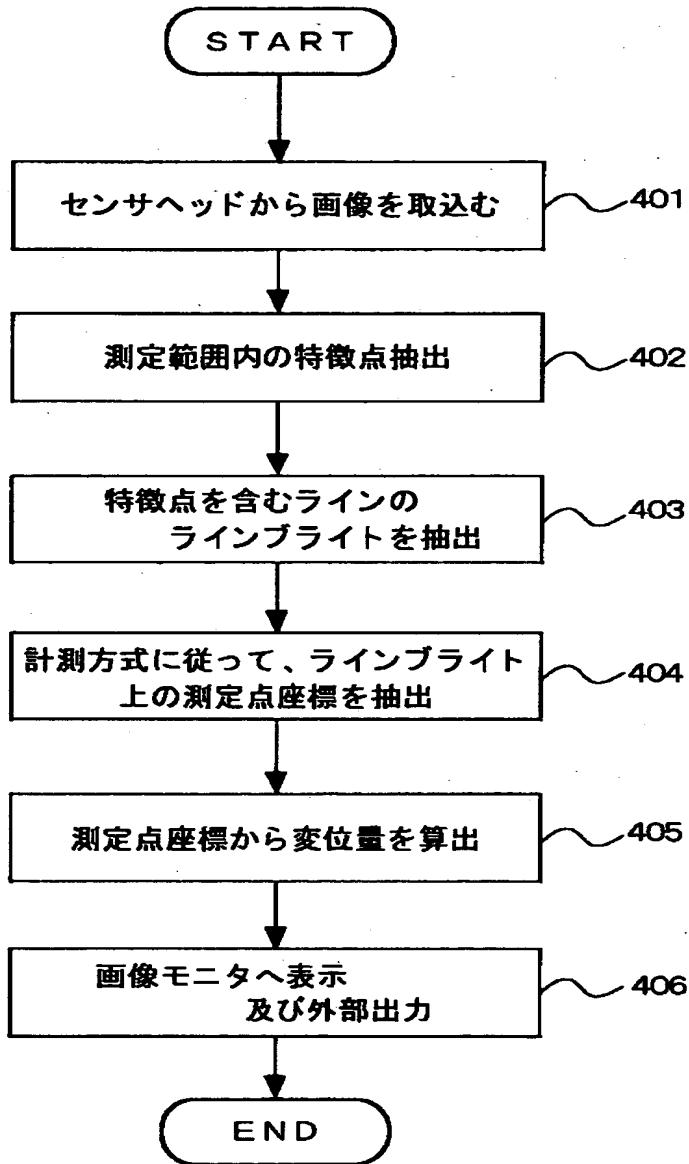 START
センサヘッドから画像を取込む
401
測定範囲内の特徴点抽出
402
特徴点を含むラインの
ラインブライトを抽出
403
計測方式に従って、ラインブライト
上の測定点座標を抽出
404
測定点座標から変位量を算出
405
画像モニタへ表示
及び外部出力
406
END